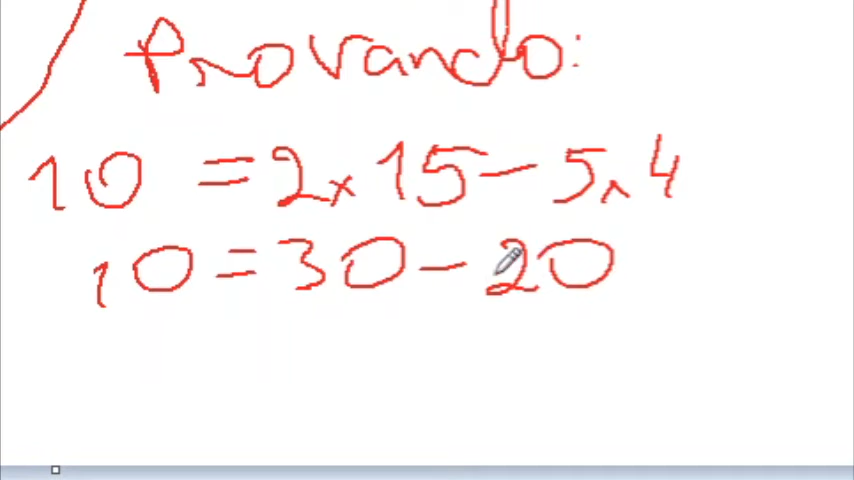 Provando:
10 = 2x15-5x4
10 = 30-20